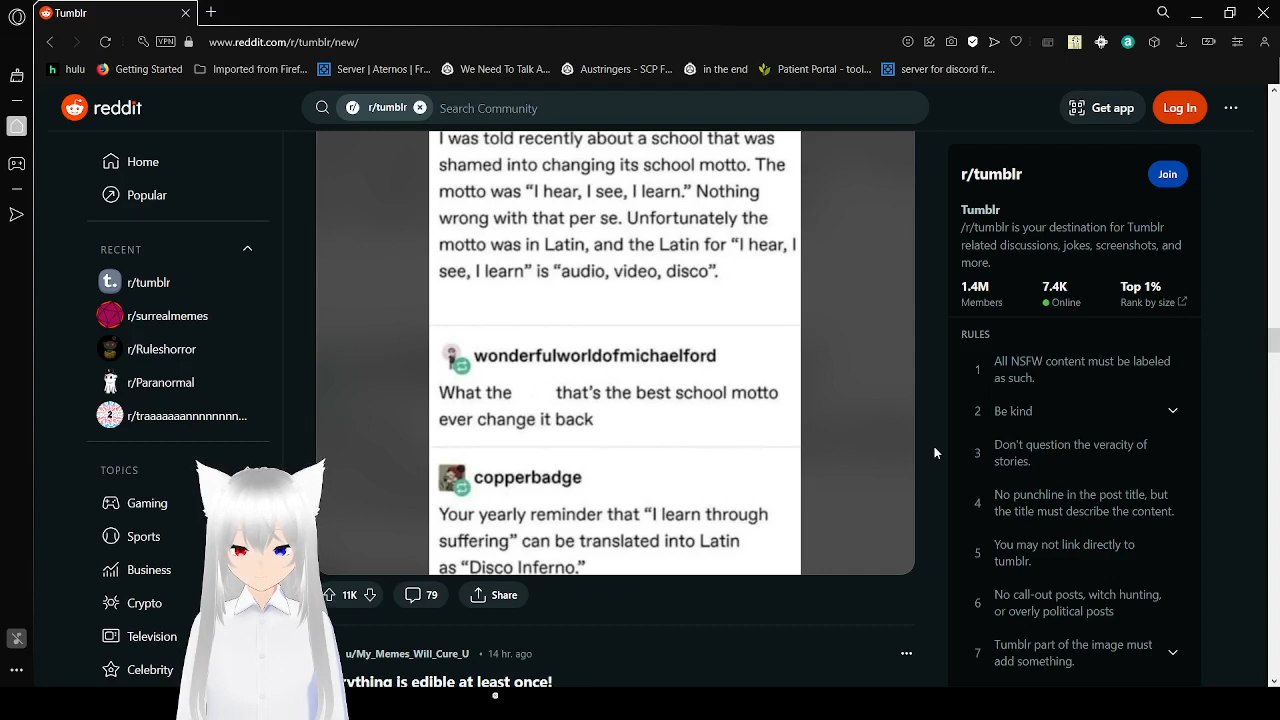 Tumblr
VPN
www.reddit.com/r/tumblr/new/
h hulu
Getting Started
Imported from Firef...
Server | Aternos | Fr...
We Need To Talk A...
Austringers - SCP F...
in the end
Patient Portal - tool...
server for discord fr...
reddit
r/ r/tumblr
Search Community
Get app
Log In
Home
Popular
RECENT
r/tumblr
r/surrealmemes
r/Ruleshorror
r/Paranormal
r/traaaaaaannnnnnnn...
TOPICS
Gaming
Sports
Business
Crypto
Television
Celebrity
I was told recently about a school that was
shamed into changing its school motto. The
motto was “I hear, I see, I learn.” Nothing
wrong with that per se. Unfortunately the
motto was in Latin, and the Latin for “I hear, I
see, I learn” is “audio, video, disco”.
wonderfulworldofmichaelford
What the that’s the best school motto
ever change it back
copperbadge
Your yearly reminder that “I learn through
suffering” can be translated into Latin
as “Disco Inferno.”
11K
79
Share
u/My_Memes_Will_Cure_U • 14 hr. ago
rything is edible at least once!
r/tumblr
Join
Tumblr
/r/tumblr is your destination for Tumblr
related discussions, jokes, screenshots, and
more.
1.4M 7.4K Top 1%
Members Online Rank by size
RULES
1 All NSFW content must be labeled
as such.
2 Be kind
3 Don't question the veracity of
stories.
4 No punchline in the post title, but
the title must describe the content.
5 You may not link directly to
tumblr.
6 No call-out posts, witch hunting,
or overly political posts
7 Tumblr part of the image must
add something.